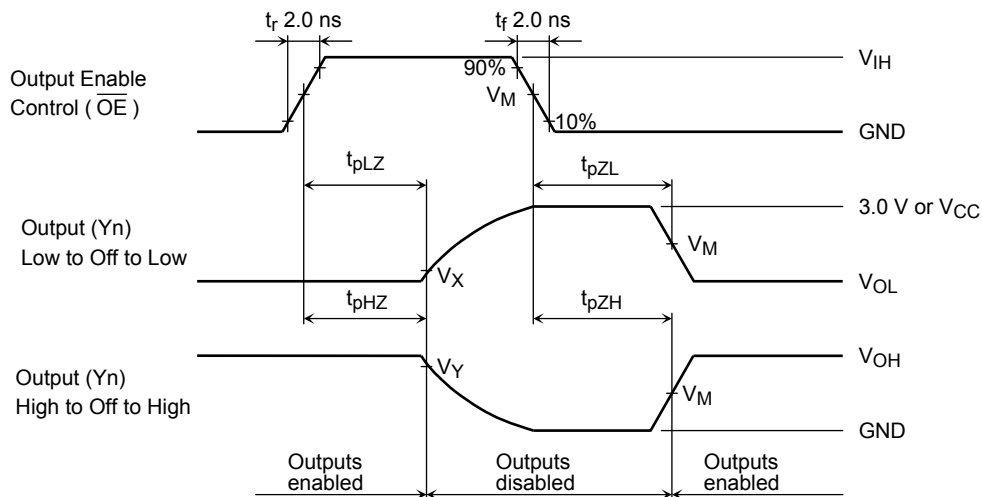 tr 2.0 ns
tf 2.0 ns
Output Enable
Control ( OE )
90%
VM
10%
VIH
GND
tpLZ
tpZL
Output (Yn)
Low to Off to Low
VX
VM
3.0 V or VCC
VOL
tpHZ
tpZH
Output (Yn)
High to Off to High
VY
VM
VOH
GND
Outputs
enabled
Outputs
disabled
Outputs
enabled